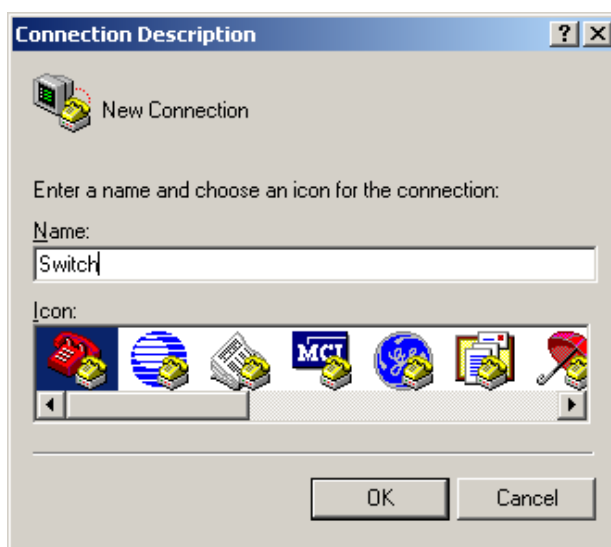 Connection Description
New Connection
Enter a name and choose an icon for the connection:
Name:
Switch
Icon:
MCI
OK Cancel